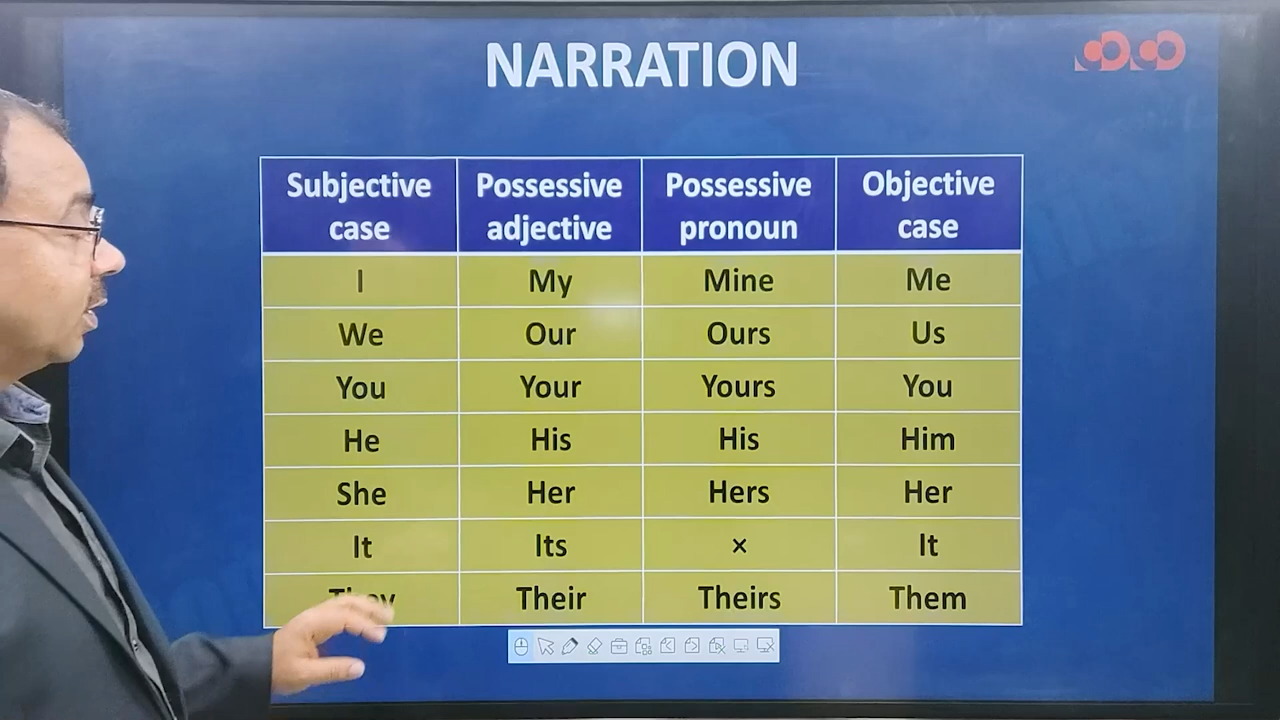 NARRATION
Subjective case Possessive adjective Possessive pronoun Objective case
I My Mine Me
We Our Ours Us
You Your Yours You
He His His Him
She Her Hers Her
It Its × It
They Their Theirs Them